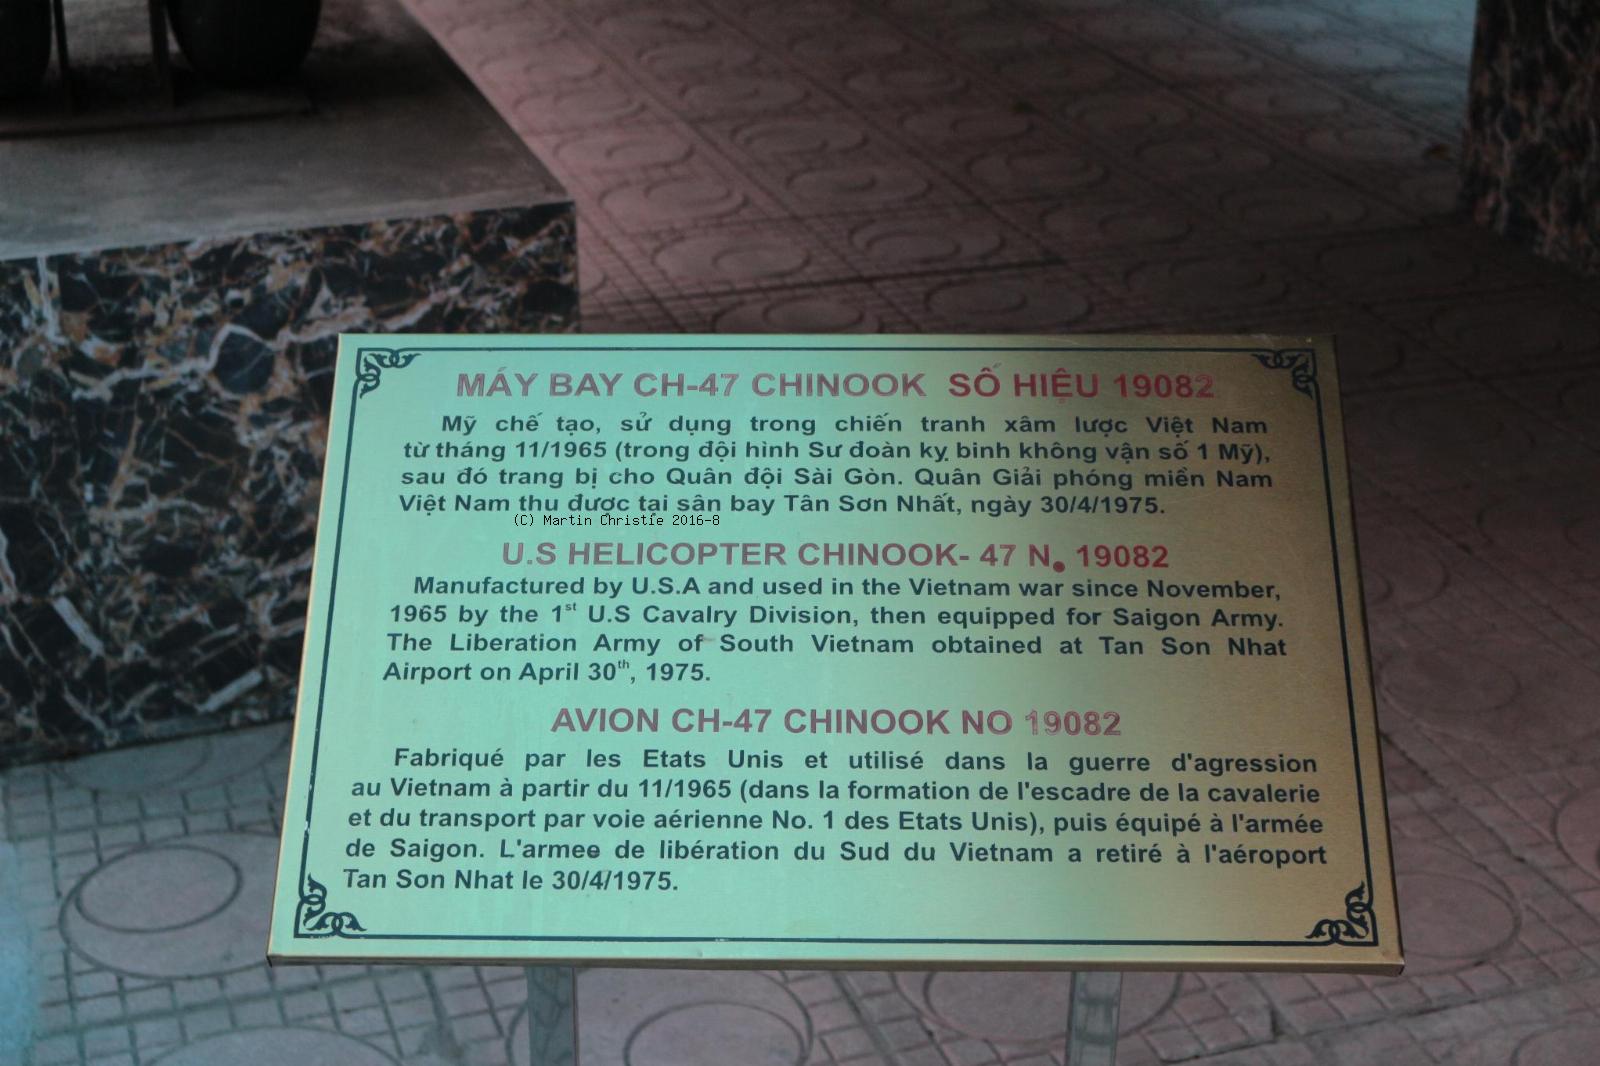 MÁY BAY CH-47 CHINOOK SỐ HIỆU 19082
Mỹ chế tạo, sử dụng trong chiến tranh xâm lược Việt Nam
từ tháng 11/1965 (trong đội hình Sư đoàn kỵ binh không vận số 1 Mỹ),
sau đó trang bị cho Quân đội Sài Gòn. Quân Giải phóng miền Nam
Việt Nam thu được tại sân bay Tân Sơn Nhất, ngày 30/4/1975.
(C) Martin Christie 2016-8
U.S HELICOPTER CHINOOK- 47 N. 19082
Manufactured by U.S.A and used in the Vietnam war since November,
1965 by the 1st U.S Cavalry Division, then equipped for Saigon Army.
The Liberation Army of South Vietnam obtained at Tan Son Nhat
Airport on April 30th, 1975.
AVION CH-47 CHINOOK NO 19082
Fabriqué par les Etats Unis et utilisé dans la guerre d'agression
au Vietnam à partir du 11/1965 (dans la formation de l'escadre de la cavalerie
et du transport par voie aérienne No. 1 des Etats Unis), puis équipé à l'armée
de Saigon. L'armee de libération du Sud du Vietnam a retiré à l'aéroport
Tan Sơn Nhat le 30/4/1975.